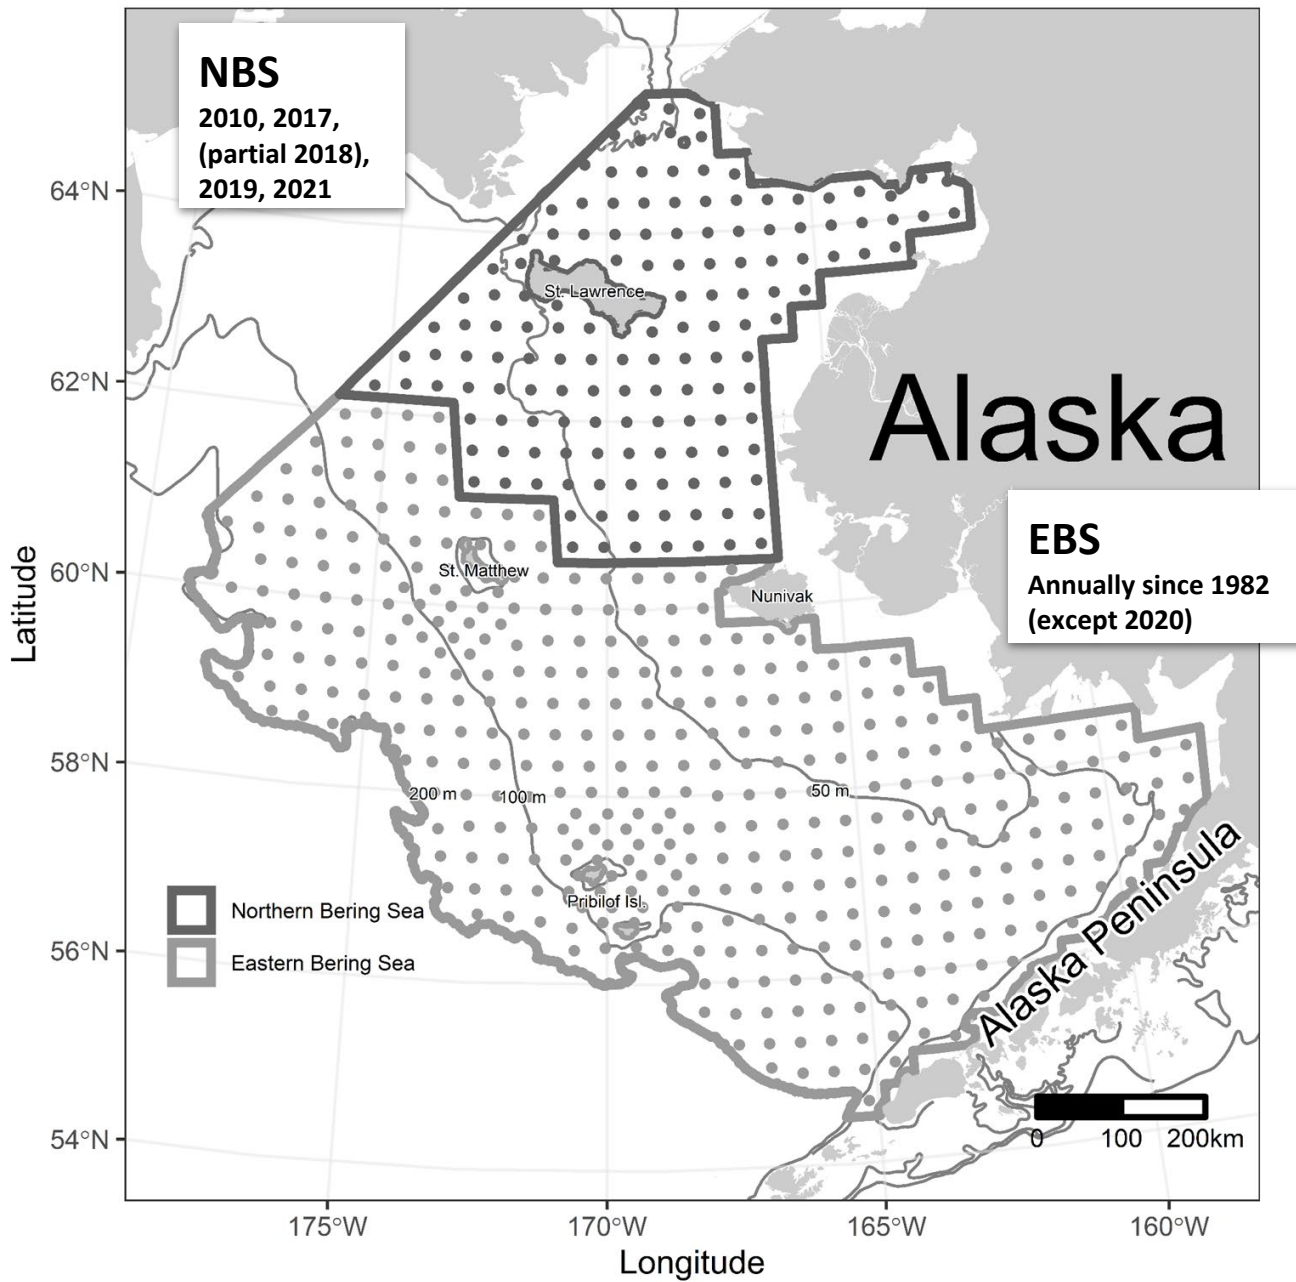 NBS
2010, 2017,
(partial 2018),
2019, 2021
64°N
St. Lawrence
62°N
Alaska
EBS
Annually since 1982
(except 2020)
60°N
St. Matthew
Nunivak
Latitude
58°N
200 m
100 m
50 m
Alaska Peninsula
Pribilof Isl.
Northern Bering Sea
56°N
Eastern Bering Sea
54°N
0 100 200km
175°W 170°W 165°W 160°W
Longitude